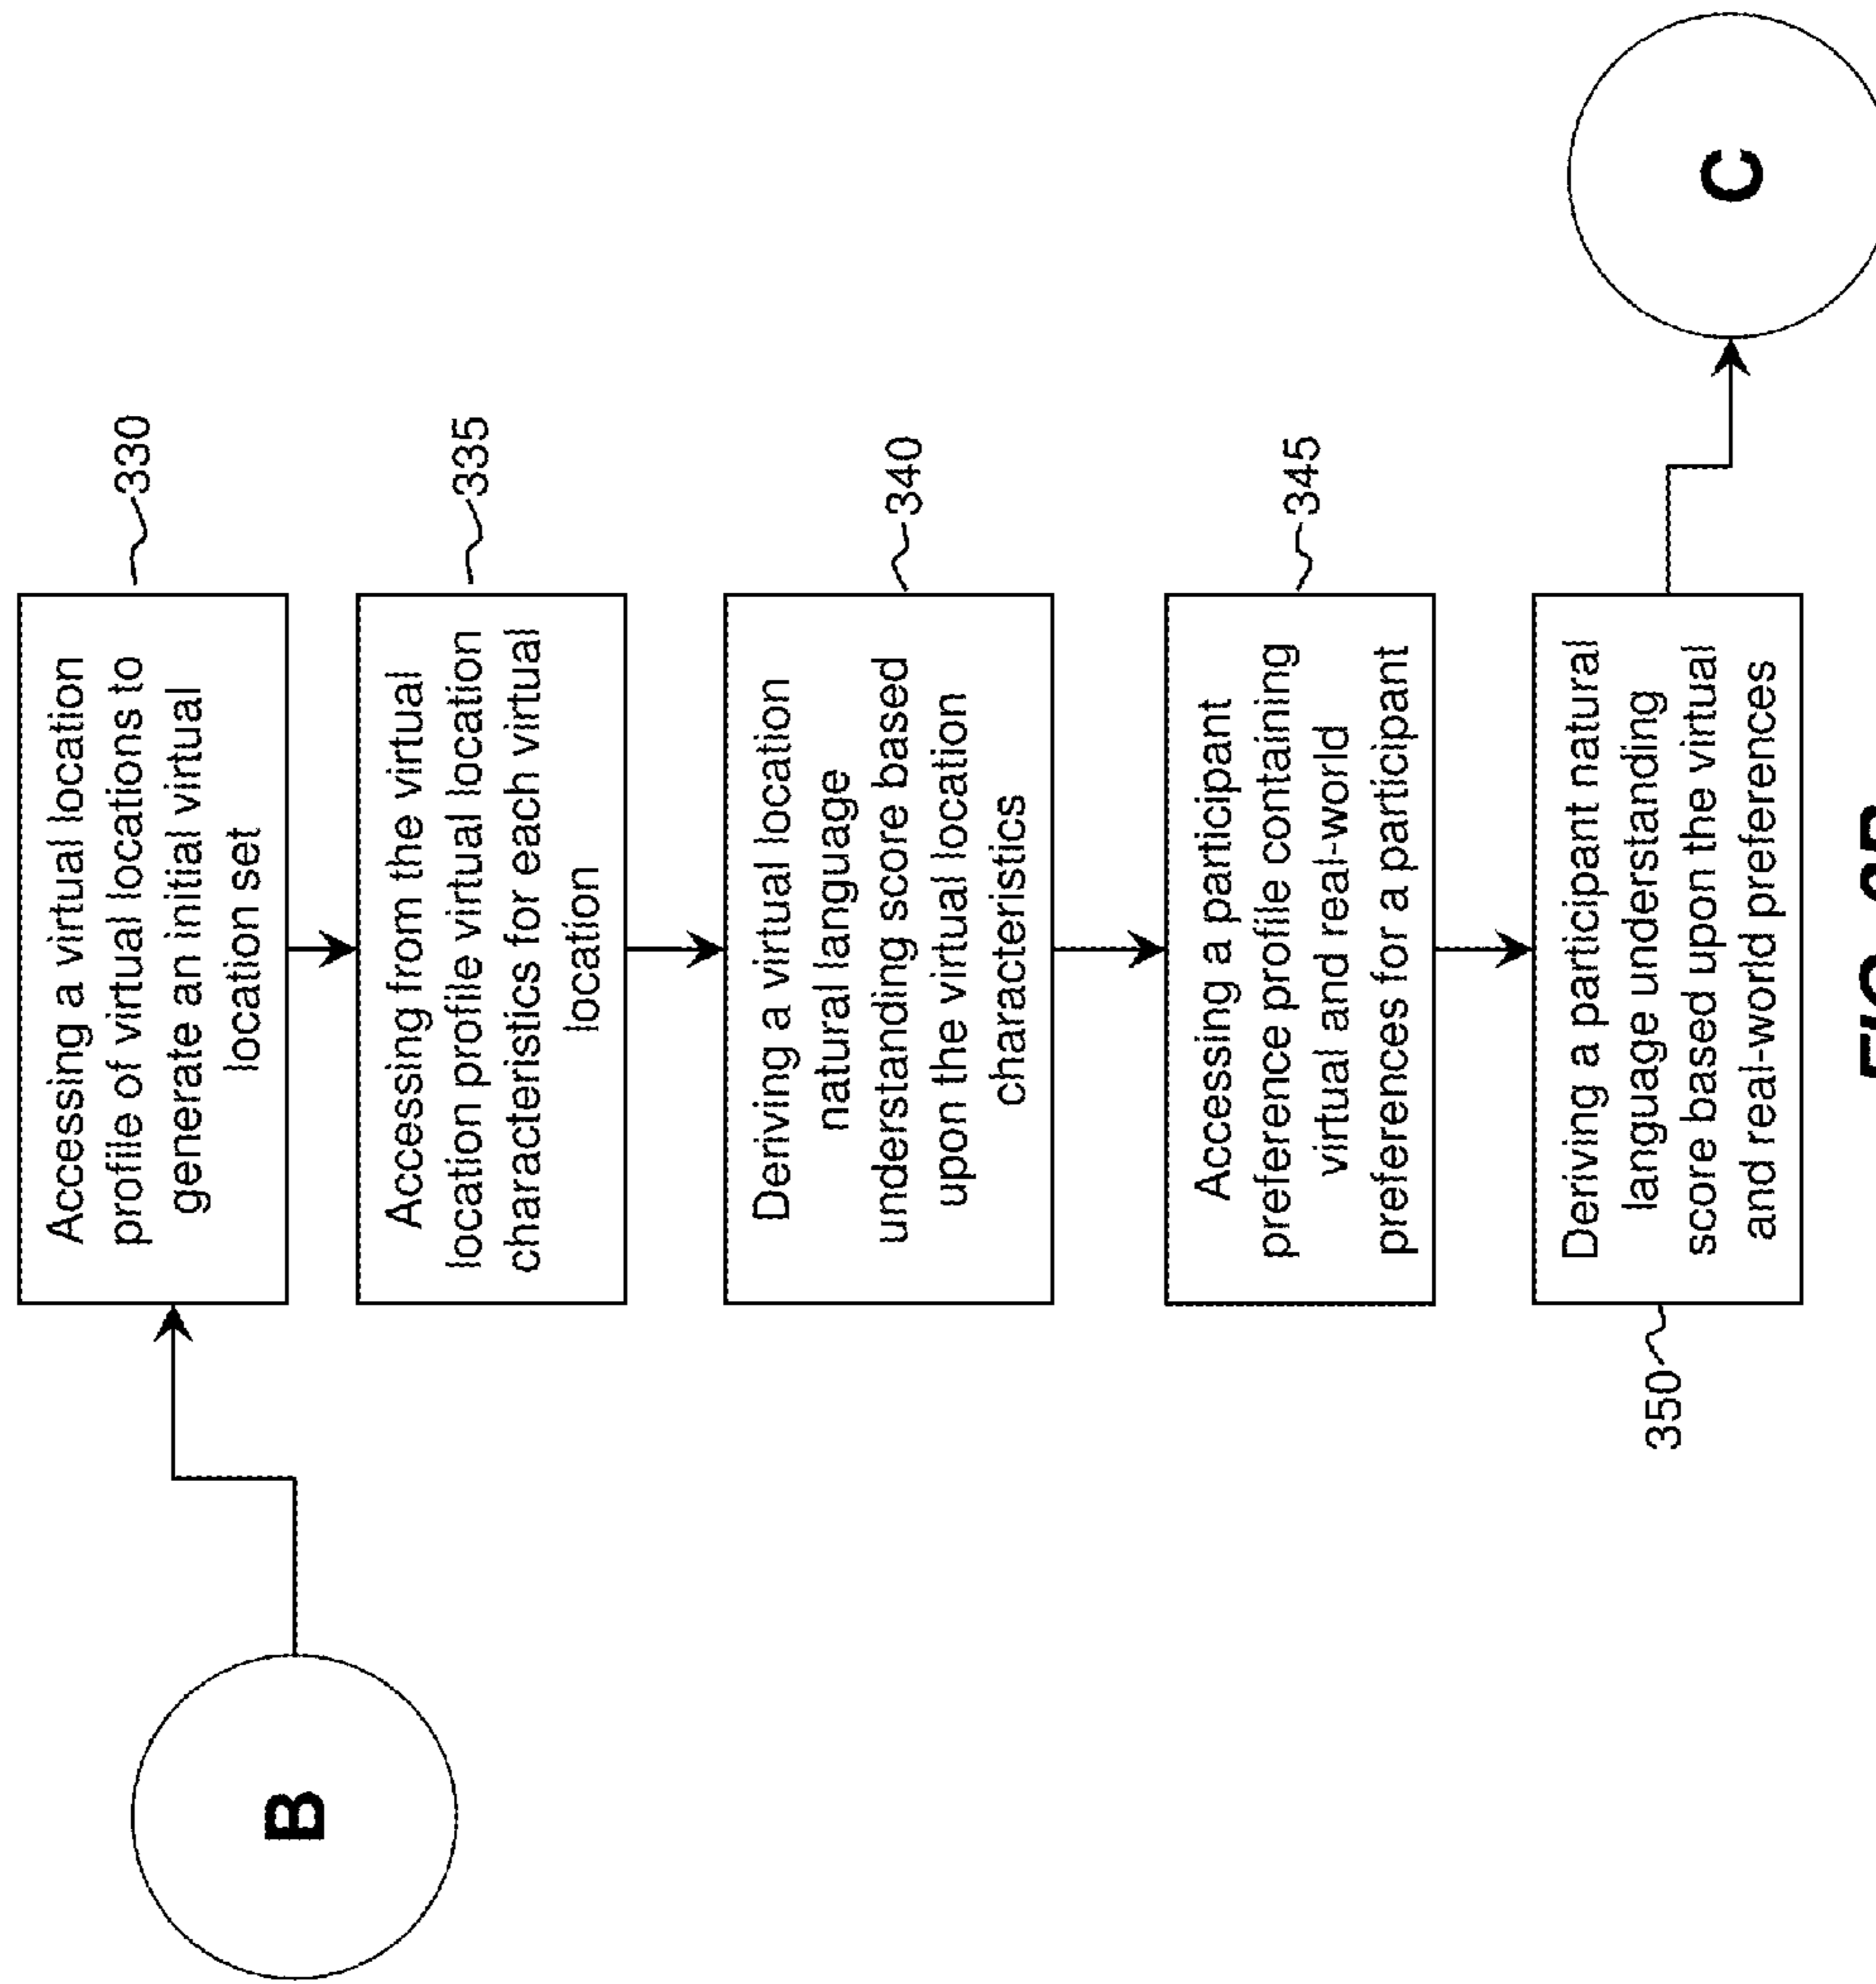 B
Accessing a virtual location
profile of virtual locations to
generate an initial virtual
location set
330
Accessing from the virtual
location profile virtual location
characteristics for each virtual
location
335
Deriving a virtual location
natural language
understanding score based
upon the virtual location
characteristics
340
Accessing a participant
preference profile containing
virtual and real-world
preferences for a participant
345
Deriving a participant natural
language understanding
score based upon the virtual
and real-world preferences
350
C